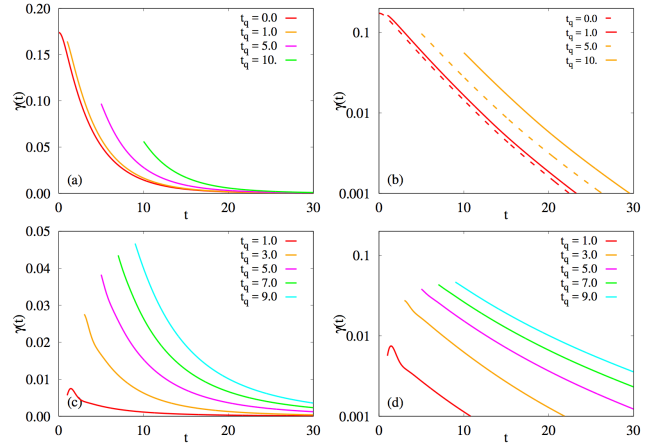 0.20
0.15
0.10
0.05
0.00
γ(t)
t_q = 0.0
t_q = 1.0
t_q = 5.0
t_q = 10.
(a)
0 10 20 30
t
0.1
0.01
0.001
γ(t)
t_q = 0.0
t_q = 1.0
t_q = 5.0
t_q = 10.
(b)
0 10 20 30
t
0.05
0.04
0.03
0.02
0.01
0.00
γ(t)
t_q = 1.0
t_q = 3.0
t_q = 5.0
t_q = 7.0
t_q = 9.0
(c)
0 10 20 30
t
0.1
0.01
0.001
γ(t)
t_q = 1.0
t_q = 3.0
t_q = 5.0
t_q = 7.0
t_q = 9.0
(d)
0 10 20 30
t